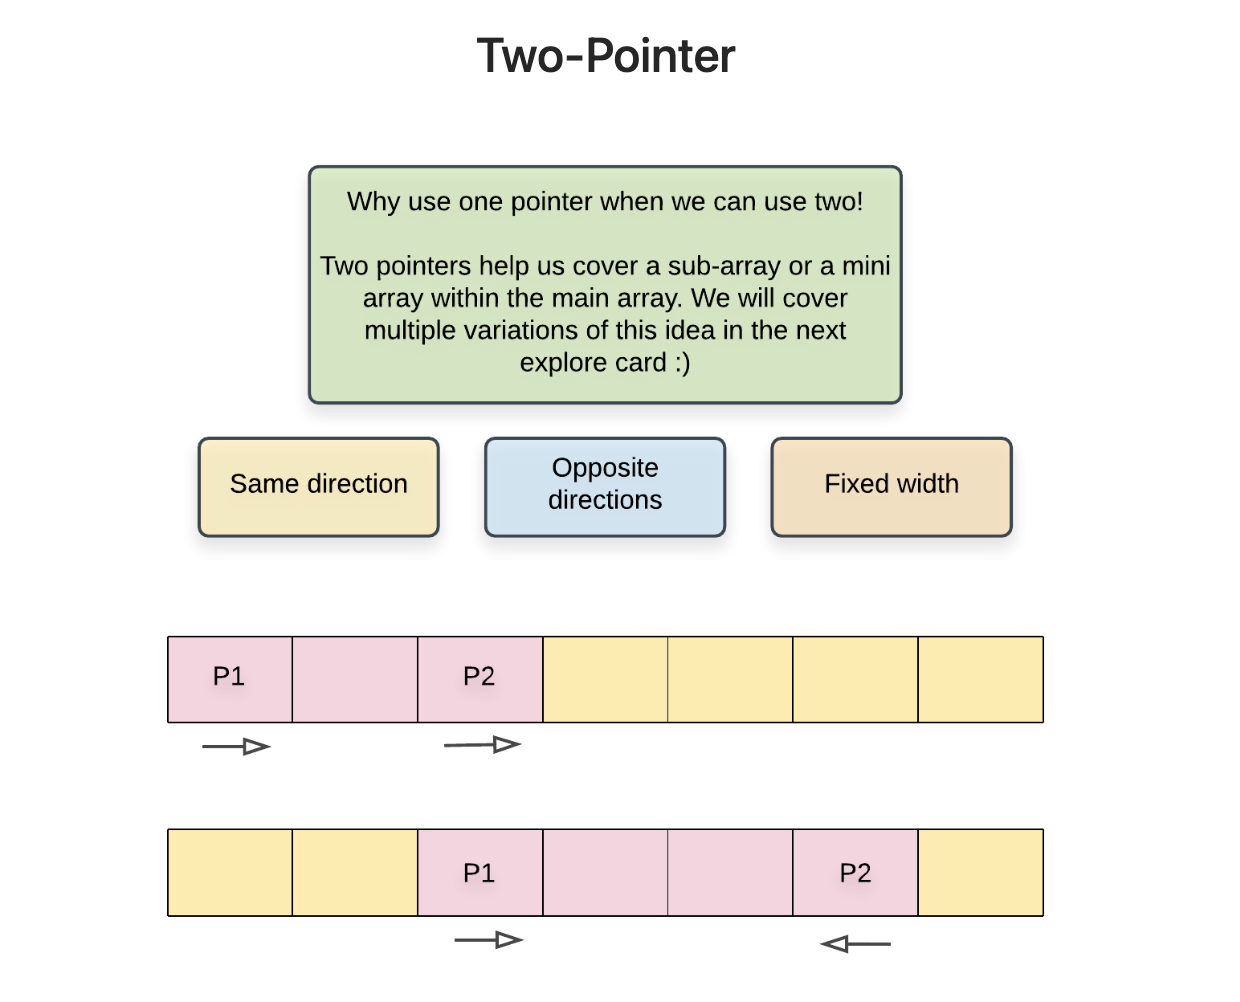 Two-Pointer
Why use one pointer when we can use two!
Two pointers help us cover a sub-array or a mini
array within the main array. We will cover
multiple variations of this idea in the next
explore card :)
Same direction
Opposite
directions
Fixed width
P1
P2
P1
P2